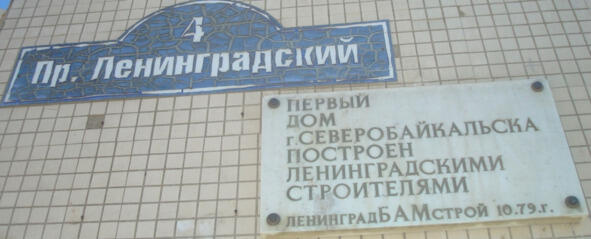 4
Пр. Ленинградский
ПЕРВЫЙ
ДОМ
г.СЕВЕРОБАЙКАЛЬСКА
ПОСТРОЕН
ЛЕНИНГРАДСКИМИ
СТРОИТЕЛЯМИ
ЛЕНИНГРАДБАМСТРОЙ 10.79.г.